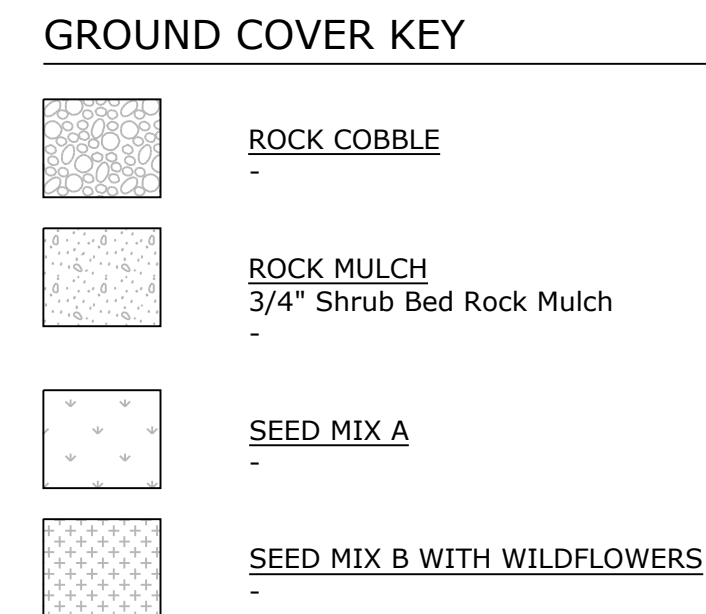 GROUND COVER KEY
ROCK COBBLE
-
ROCK MULCH
3/4" Shrub Bed Rock Mulch
-
SEED MIX A
-
SEED MIX B WITH WILDFLOWERS
-